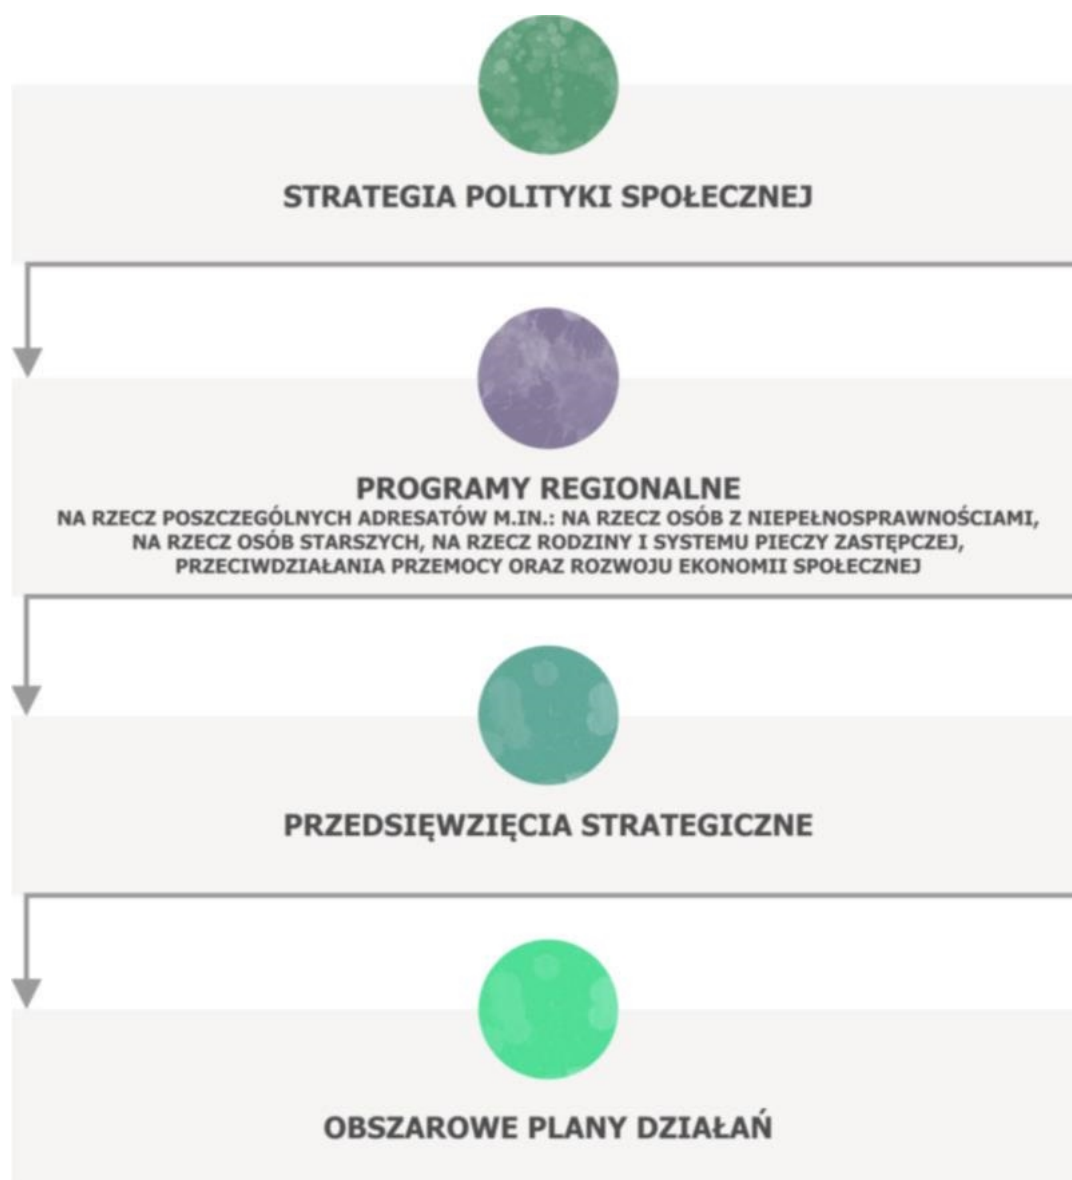 STRATEGIA POLITYKI SPOŁECZNEJ
PROGRAMY REGIONALNE
NA RZECZ POSZCZEGÓLNYCH ADRESATÓW M.IN.: NA RZECZ OSÓB Z NIEPEŁNOSPRAWNOŚCIAMI,
NA RZECZ OSÓB STARSZYCH, NA RZECZ RODZINY I SYSTEMU PIECZY ZASTĘPCZEJ,
PRZECIWDZIAŁANIA PRZEMOCY ORAZ ROZWOJU EKONOMII SPOŁECZNEJ
PRZEDSIĘWZIĘCIA STRATEGICZNE
OBSZAROWE PLANY DZIAŁAŃ